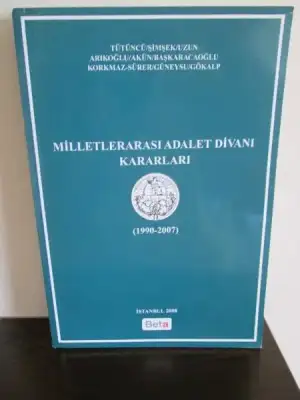 TÜTÜNCÜ/ŞİMŞEK/UZUN
ARIKOĞLU/AKÜN/BAŞKARACAOĞLU
KORKMAZ-SÜRER/GÜNEYSU/GÖKALP
MİLLETLERARASI ADALET DİVANI
KARARLARI
(1990-2007)
İSTANBUL 2008
Beta